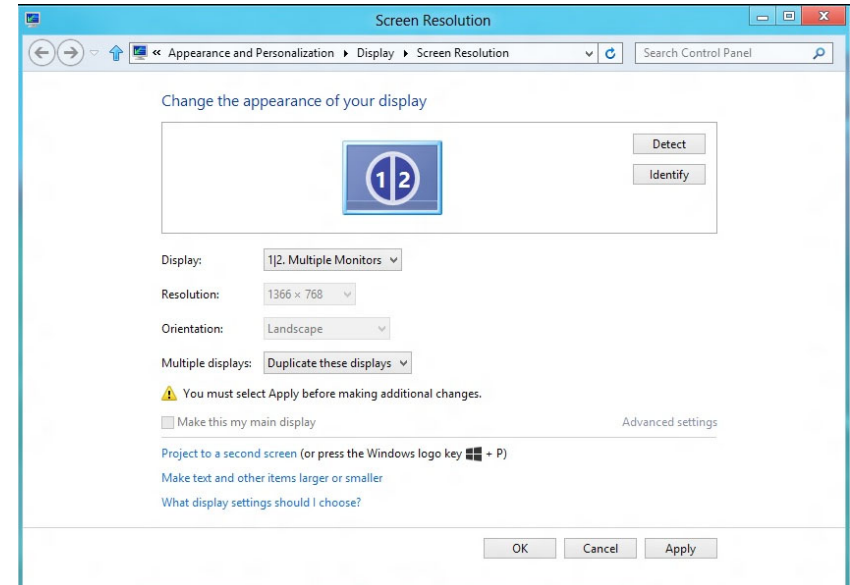 Screen Resolution
« Appearance and Personalization Display Screen Resolution Search Control Panel
Change the appearance of your display
Detect
1|2
Identify
Display: 1|2. Multiple Monitors
Resolution: 1366 × 768
Orientation: Landscape
Multiple displays: Duplicate these displays
You must select Apply before making additional changes.
Make this my main display Advanced settings
Project to a second screen (or press the Windows logo key + P)
Make text and other items larger or smaller
What display settings should I choose?
OK Cancel Apply